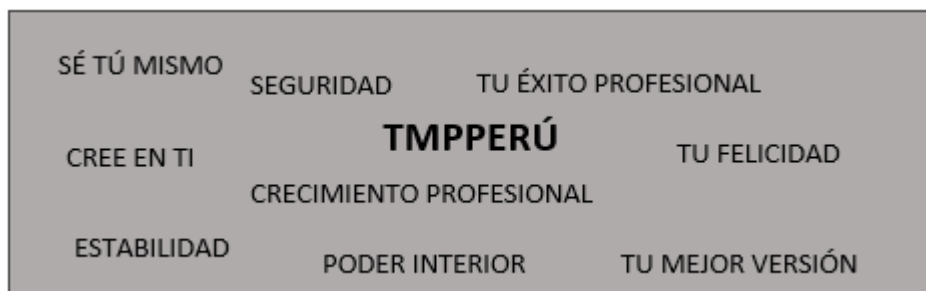 SÉ TÚ MISMO
SEGURIDAD
TU ÉXITO PROFESIONAL
TMPPERÚ
CREE EN TI
TU FELICIDAD
CRECIMIENTO PROFESIONAL
ESTABILIDAD
PODER INTERIOR
TU MEJOR VERSIÓN